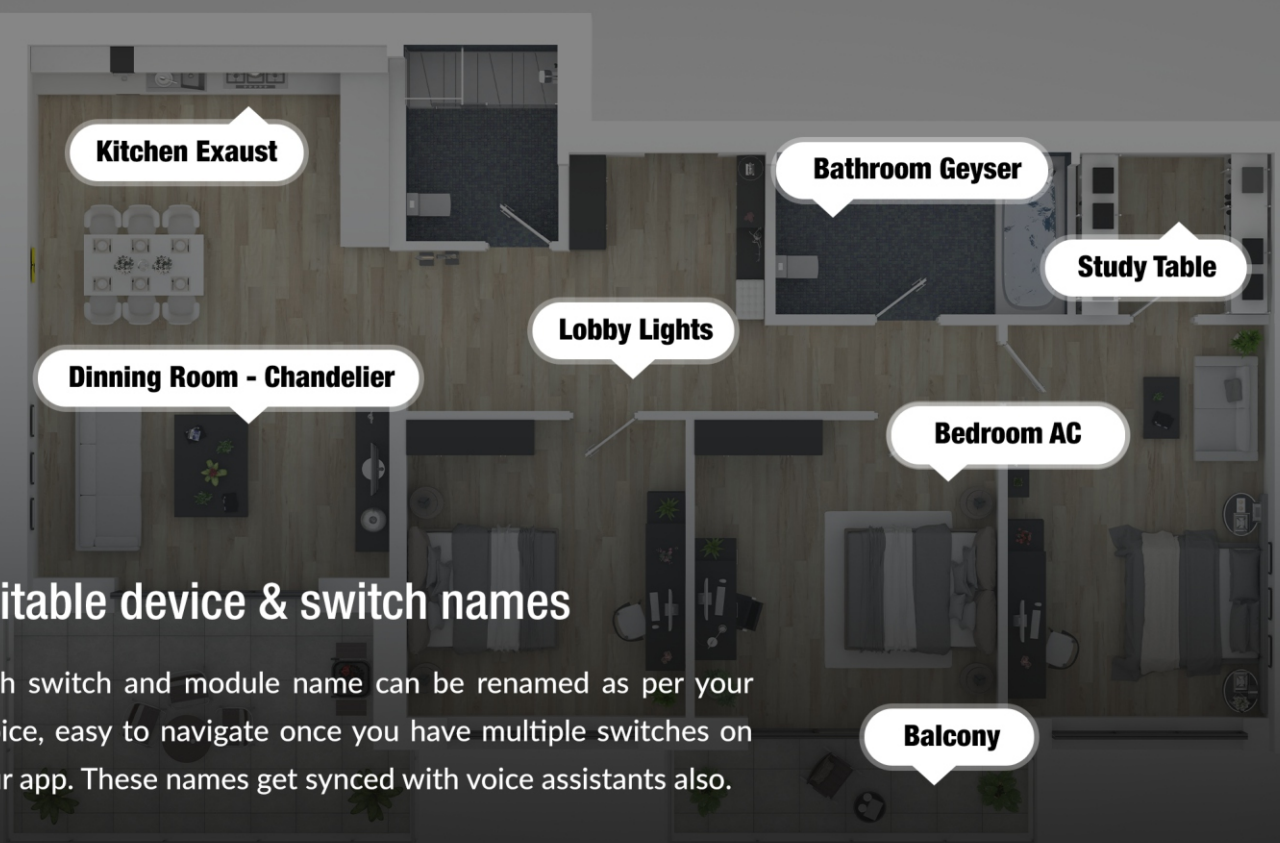 Kitchen Exaust
Bathroom Geyser
Study Table
Lobby Lights
Dinning Room - Chandelier
Bedroom AC
itable device & switch names
h switch and module name can be renamed as per your
ice, easy to navigate once you have multiple switches on
r app. These names get synced with voice assistants also.
Balcony